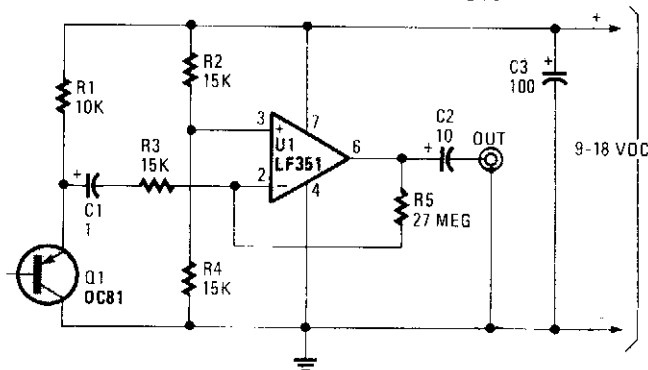 R1
10K
R2
15K
R3
15K
+
C1
1
Q1
OC81
R4
15K
3
+
U1
LF351
2
−
7
4
6
+
C2
10
OUT
R5
27 MEG
C3
100
+
+
9-18 VDC